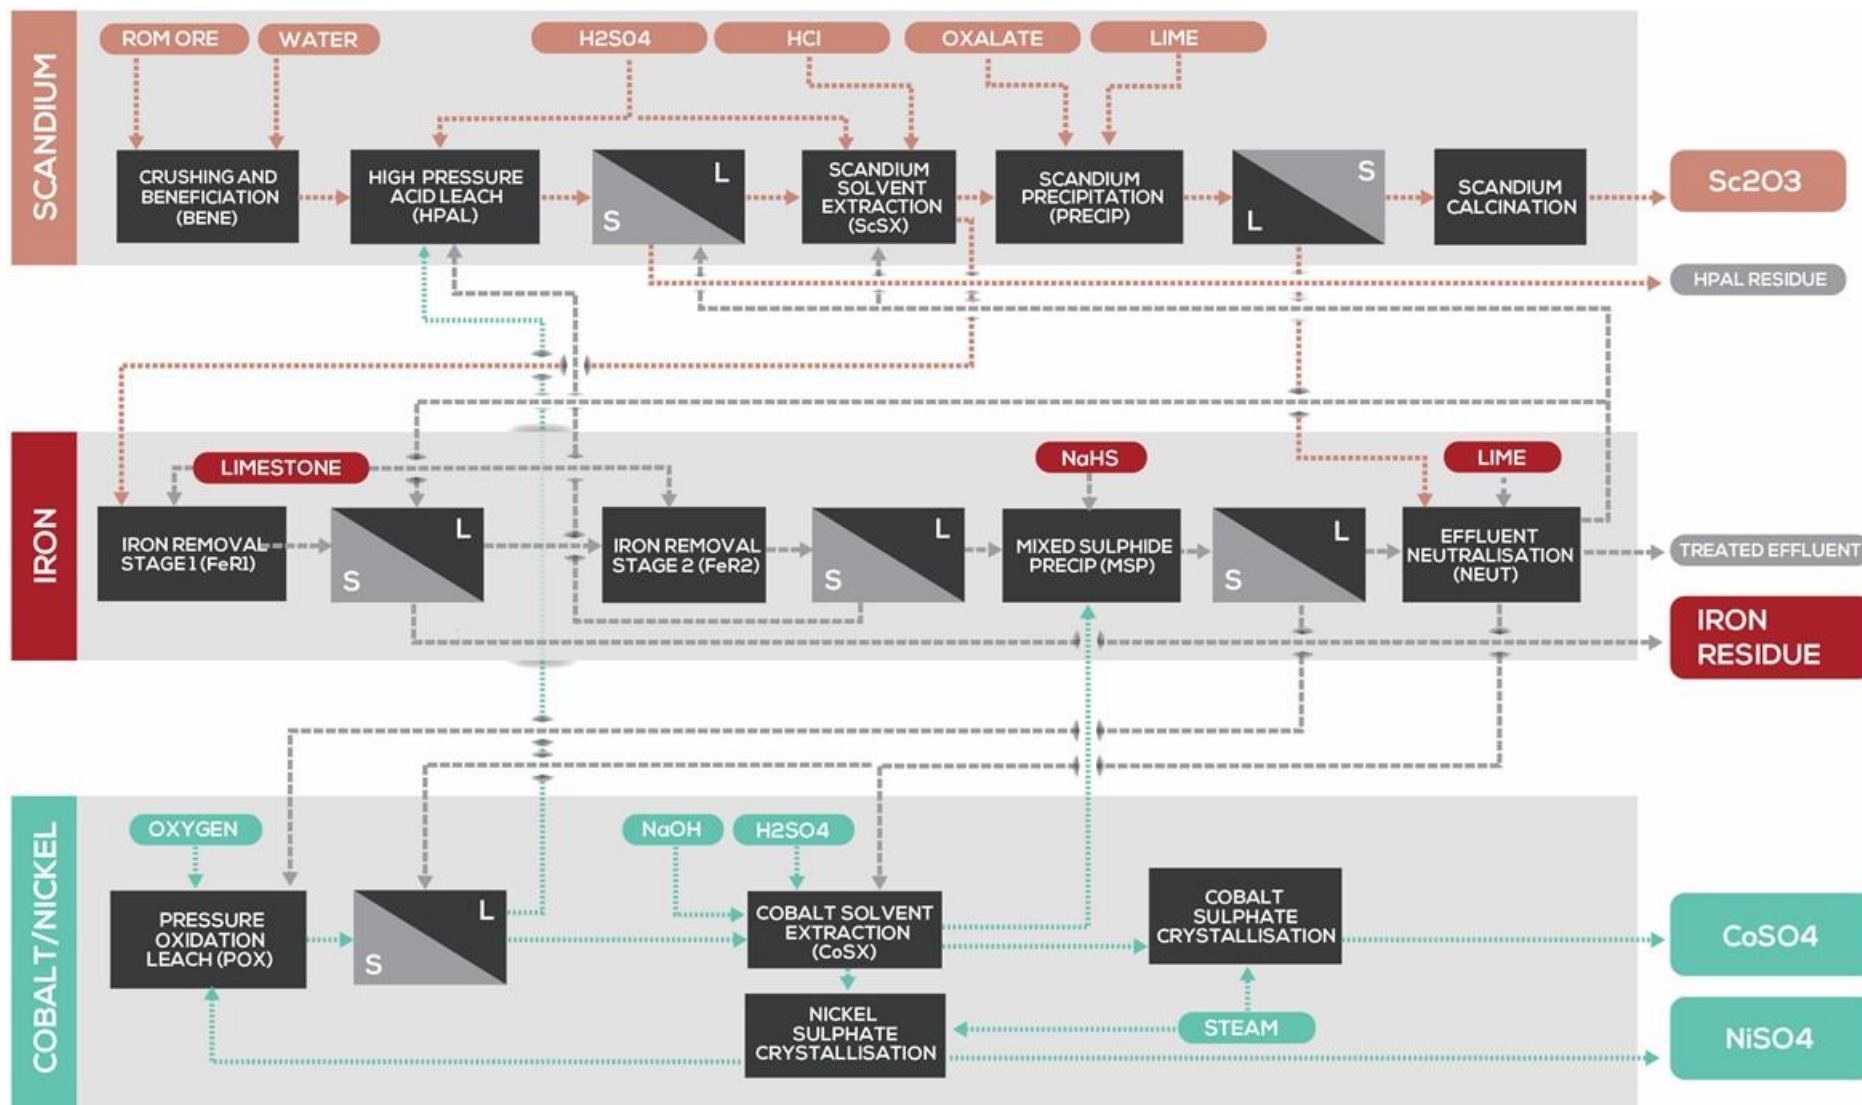 SCANDIUM
ROM ORE
WATER
H2S04
HCl
OXALATE
LIME
CRUSHING AND
BENEFICIATION
(BENE)
HIGH PRESSURE
ACID LEACH
(HPAL)
L
S
SCANDIUM
SOLVENT
EXTRACTION
(ScSX)
SCANDIUM
PRECIPITATION
(PRECIP)
S
L
SCANDIUM
CALCINATION
Sc2O3
HPAL RESIDUE
IRON
LIMESTONE
NaHS
LIME
IRON REMOVAL
STAGE 1 (FeR1)
L
S
IRON REMOVAL
STAGE 2 (FeR2)
L
S
MIXED SULPHIDE
PRECIP (MSP)
L
S
EFFLUENT
NEUTRALISATION
(NEUT)
TREATED EFFLUENT
IRON
RESIDUE
COBALT/NICKEL
OXYGEN
NaOH
H2SO4
PRESSURE
OXIDATION
LEACH (POX)
L
S
COBALT SOLVENT
EXTRACTION
(CoSX)
COBALT
SULPHATE
CRYSTALLISATION
CoSO4
NICKEL
SULPHATE
CRYSTALLISATION
STEAM
NiSO4